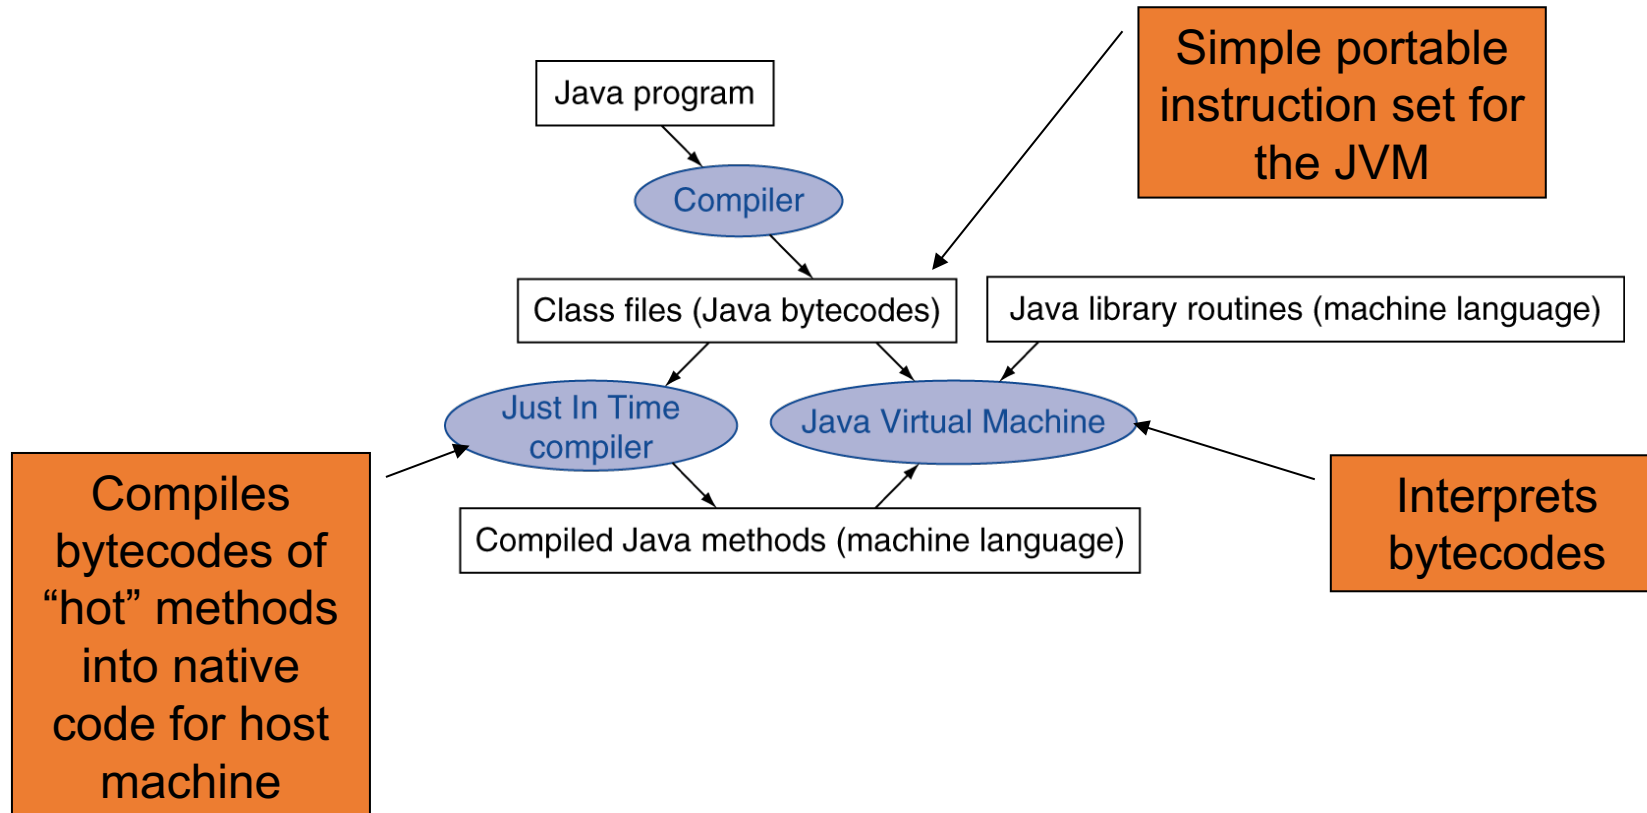 Simple portable
instruction set for
the JVM
Java program
Compiler
Class files (Java bytecodes)
Java library routines (machine language)
Just In Time
compiler
Java Virtual Machine
Compiled Java methods (machine language)
Compiles
bytecodes of
“hot” methods
into native
code for host
machine
Interprets
bytecodes